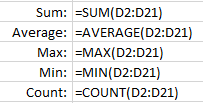 Sum: =SUM(D2:D21)
Average: =AVERAGE(D2:D21)
Max: =MAX(D2:D21)
Min: =MIN(D2:D21)
Count: =COUNT(D2:D21)